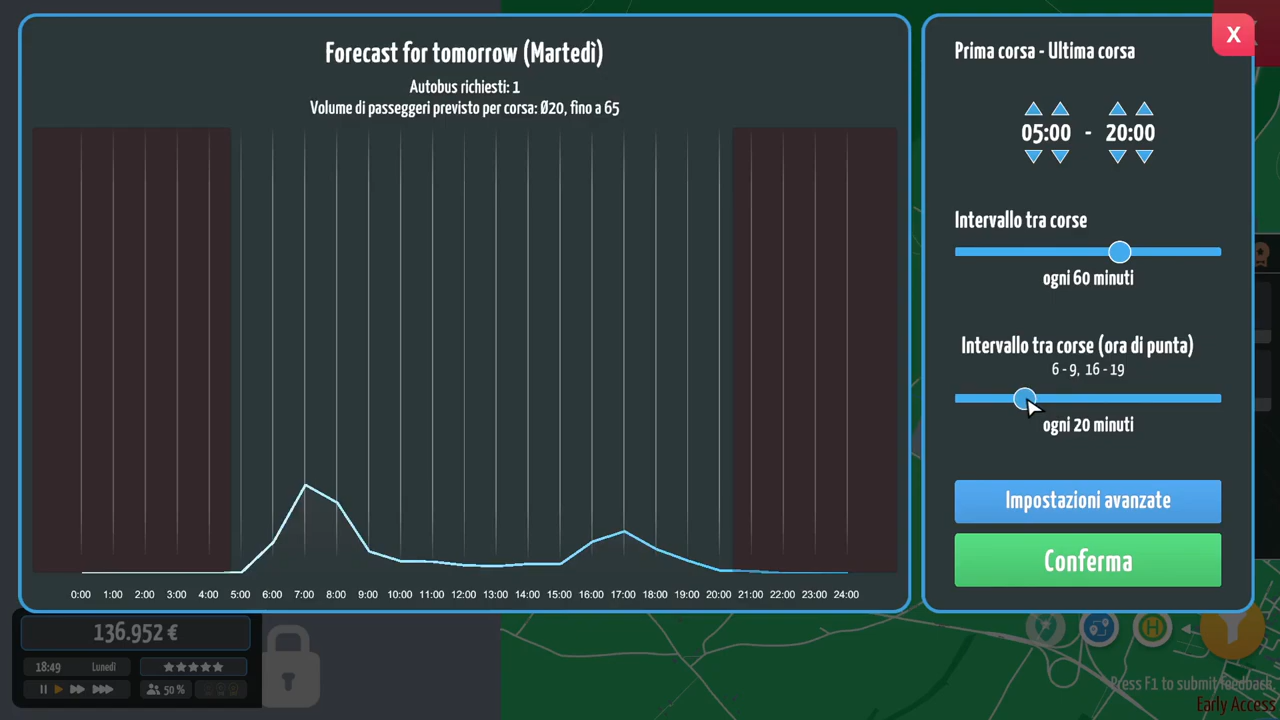 Forecast for tomorrow (Martedì)
Autobus richiesti: 1
Volume di passeggeri previsto per corsa: Ø20, fino a 65
0:00 1:00 2:00 3:00 4:00 5:00 6:00 7:00 8:00 9:00 10:00 11:00 12:00 13:00 14:00 15:00 16:00 17:00 18:00 19:00 20:00 21:00 22:00 23:00 24:00
X
Prima corsa - Ultima corsa
05:00 - 20:00
Intervallo tra corse
ogni 60 minuti
Intervallo tra corse (ora di punta)
6 - 9, 16 - 19
ogni 20 minuti
Impostazioni avanzate
Conferma
136.952 €
18:49 Lunedì
50 %
H
Press F1 to submit feedback
Early Access